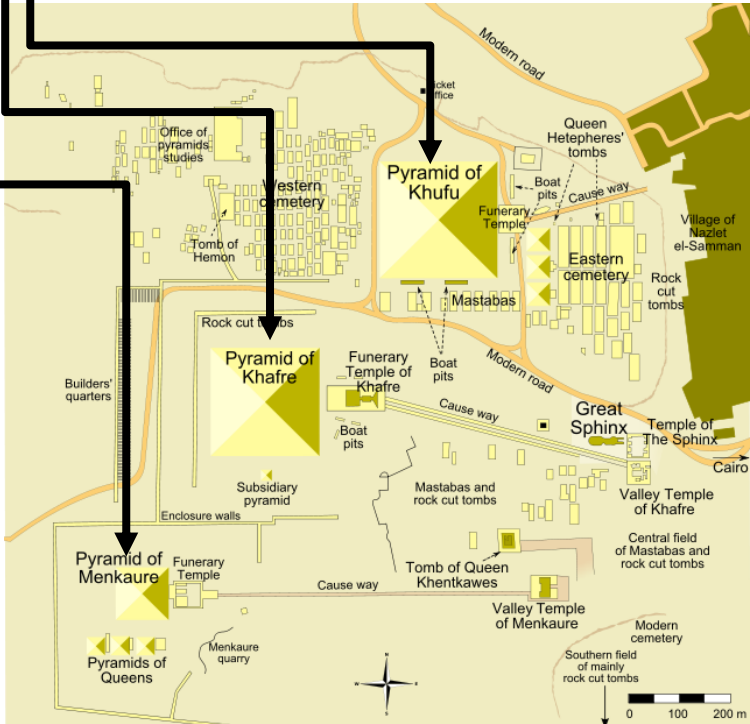 Modern road
icket
ffice
Office of
pyramids
studies
Western
cemetery
Tomb of
Hemon
Pyramid of
Khufu
Queen
Hetepheres'
tombs
Boat
pits
Cause way
Funerary
Temple
Eastern
cemetery
Village of
Nazlet
el-Samman
Rock
cut
tombs
Mastabas
Boat
pits
Modern road
Rock cut tombs
Pyramid of
Khafre
Funerary
Temple of
Khafre
Boat
pits
Cause way
Builders'
quarters
Great
Sphinx
Temple of
The Sphinx
Cairo
Valley Temple
of Khafre
Subsidiary
pyramid
Mastabas and
rock cut tombs
Enclosure walls
Central field
of Mastabas and
rock cut tombs
Tomb of Queen
Khentkawes
Pyramid of
Menkaure
Funerary
Temple
Cause way
Valley Temple
of Menkaure
Pyramids of
Queens
Menkaure
quarry
Modern
cemetery
Southern field
of mainly
rock cut tombs
N
W
E
S
0 100 200 m